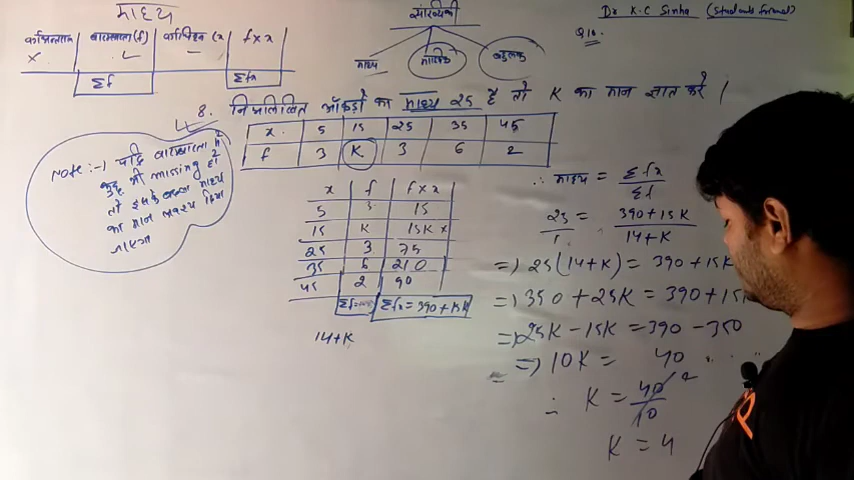 माध्य
सांख्यिकी
Dr K.C Sinha (Students Format)
Q 10.
बारम्बारता (f)
f x x
x
Σf
Σfx
माध्य
माध्यिका
बहुलक
8. निम्नलिखित आँकड़ों का माध्य 25 है तो K का मान ज्ञात करें |
x. 5 15 25 35 45
f 3 K 3 6 2
Note :-) यदि बारम्बारता में
कुछ भी missing हो
तो इसके बदला माध्य
का मान अवश्य दिया
जाएगा
x f f x x
5 3 15
15 K 15K x
25 3 75
35 6 210
45 2 90
Σfx = 390 + 15K
14+K
∴ माध्य = Σfx / Σf
25 / 1 = 390 + 15K / 14 + K
=) 25 (14 + K) = 390 + 15K
=) 350 + 25K = 390 + 15K
=) 25K - 15K = 390 - 350
=) 10K = 40
∴ K = 40 / 10
K = 4